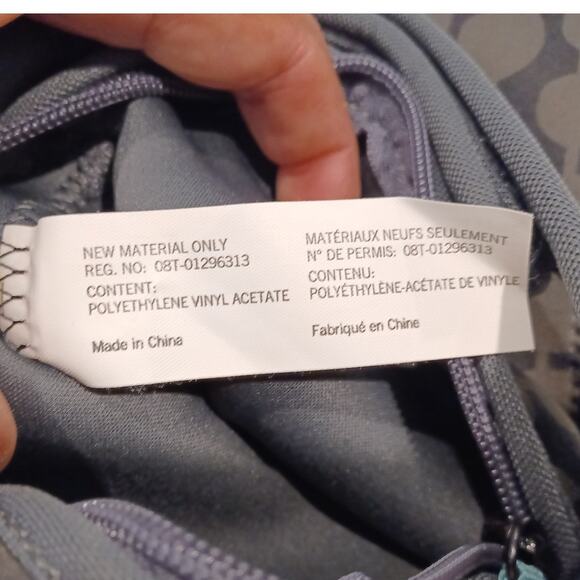 NEW MATERIAL ONLY
REG. NO: 08T-01296313
CONTENT:
POLYETHYLENE VINYL ACETATE
Made in China
MATÉRIAUX NEUFS SEULEMENT
N° DE PERMIS: 08T-01296313
CONTENU:
POLYÉTHYLÈNE-ACÉTATE DE VINYLE
Fabriqué en Chine